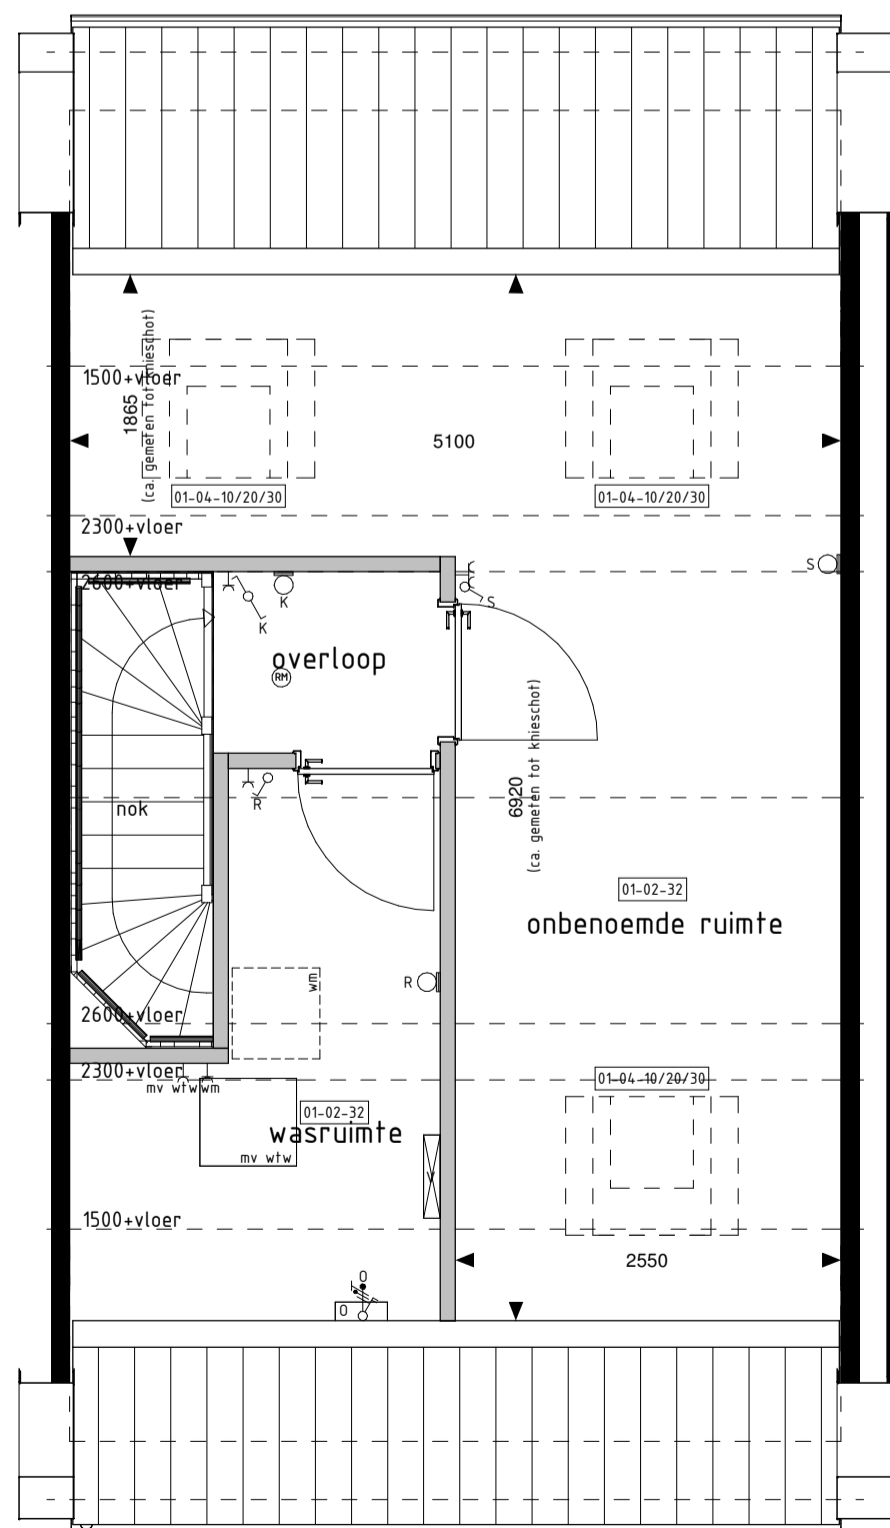 1500+vloer
1865
(ca. gemeten tot knieschot)
5100
01-04-10/20/30
01-04-10/20/30
2300+vloer
2600+vloer
K
K
S
S
overloop
RM
6920
(ca. gemeten tot knieschot)
nok
R
01-02-32
onbenoemde ruimte
wm
R
2600+vloer
2300+vloer
mv wtw
wm
01-04-10/20/30
01-02-32
wasruimte
mv wtw
V
1500+vloer
2550
O
O